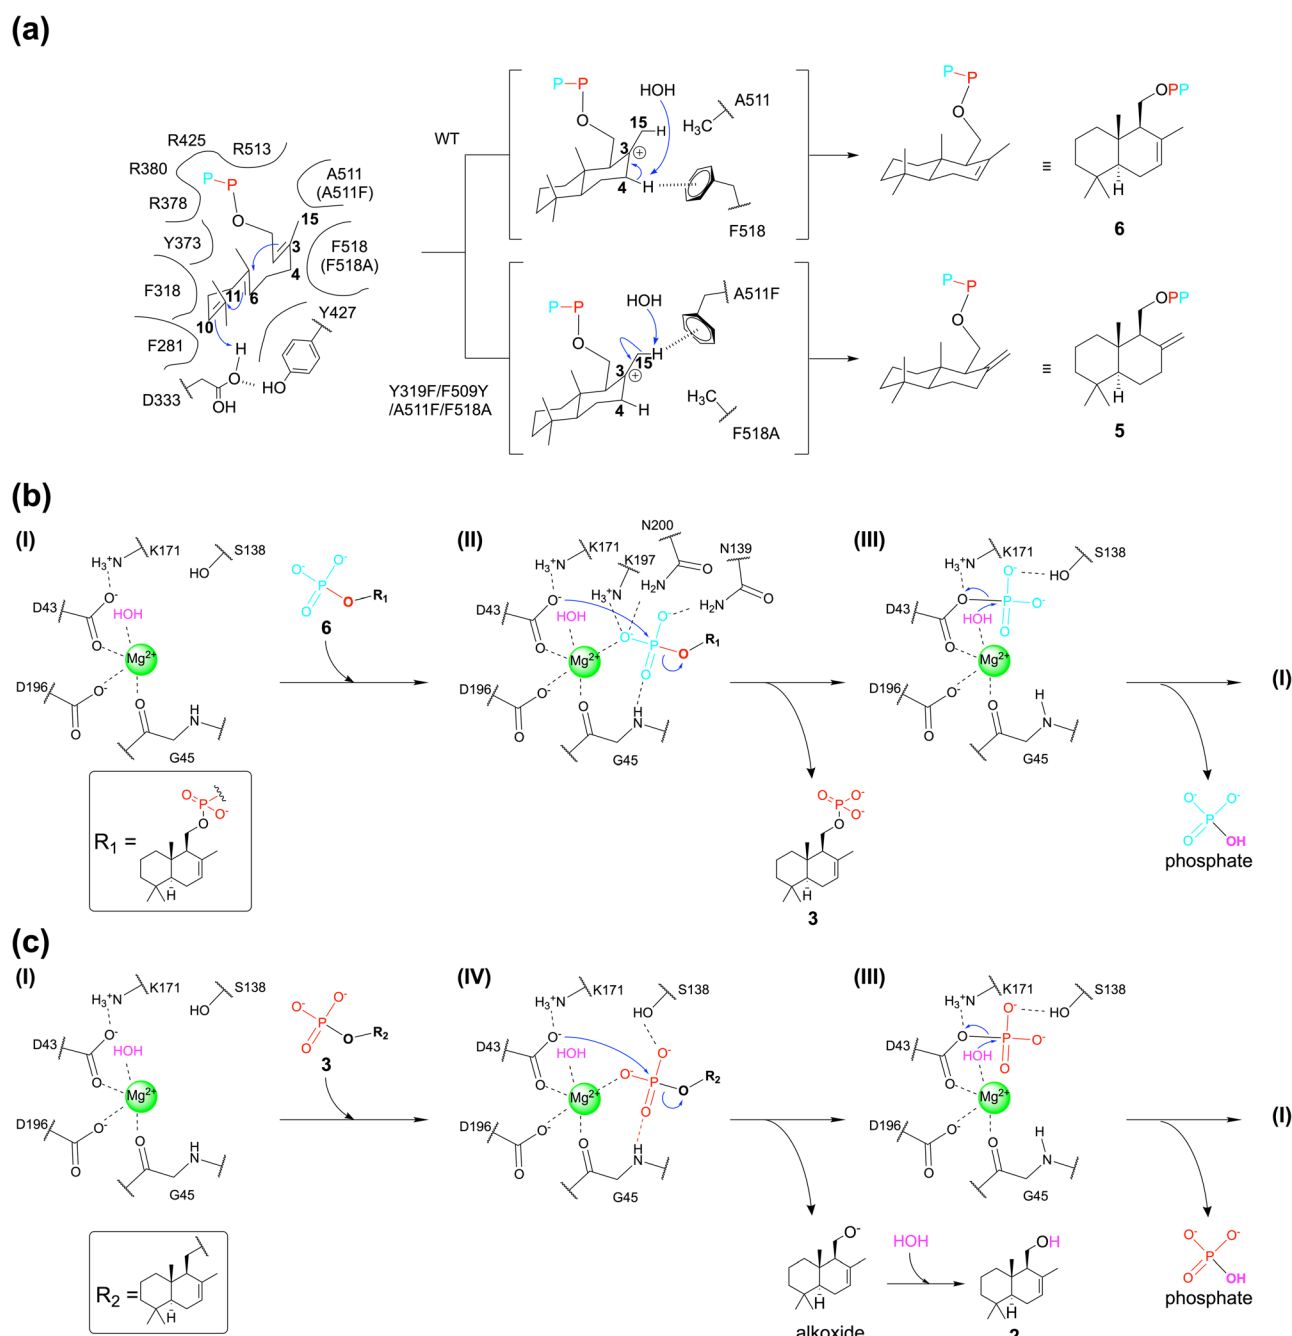 (a)
R425
R513
R380
R378
A511
(A511F)
P-P
O
15
Y373
3
F518
(F518A)
4
F318
11
6
10
Y427
F281
H
O
HO
D333
OH
WT
Y319F/F509Y
/A511F/F518A
P-P
HOH
A511
15
H
H3C
O
3
⊕
4
H
F518
P-P
HOH
A511F
O
H
15
3
⊕
H3C
4
H
F518A
P-P
O
≡
OPP
H
6
P-P
O
≡
OPP
H
5
(b)
(I)
K171
S138
H3+N
HO
O-
D43
HOH
O
Mg2+
D196
O-
O
O
H
N
G45
O-
O-
P
O
O
R1
6
R1 =
O
P
O-
O
H
(II)
N200
K171
K197
N139
H3+N
H3+N
H2N
O
H2N
O
O-
D43
HOH
O
Mg2+
O-
O-
P
O
O
R1
D196
O-
O
O
H
N
G45
O
P
O-
O-
O
H
3
(III)
K171
S138
H3+N
O-
HO
D43
O
P
O-
HOH
O
O
Mg2+
D196
O-
O
O
H
N
G45
(I)
O-
O-
P
O
OH
phosphate
(c)
(I)
K171
S138
H3+N
HO
O-
D43
HOH
O
Mg2+
D196
O-
O
O
H
N
G45
O-
O-
P
O
O
R2
3
R2 =
H
(IV)
K171
S138
H3+N
HO
O-
D43
HOH
O
Mg2+
O-
O-
P
O
O
R2
D196
O-
O
O
H
N
G45
O-
H
alkoxide
HOH
OH
H
2
(III)
K171
S138
H3+N
O-
HO
D43
O
P
O-
HOH
O
O
Mg2+
D196
O-
O
O
H
N
G45
(I)
O-
O-
P
O
OH
phosphate